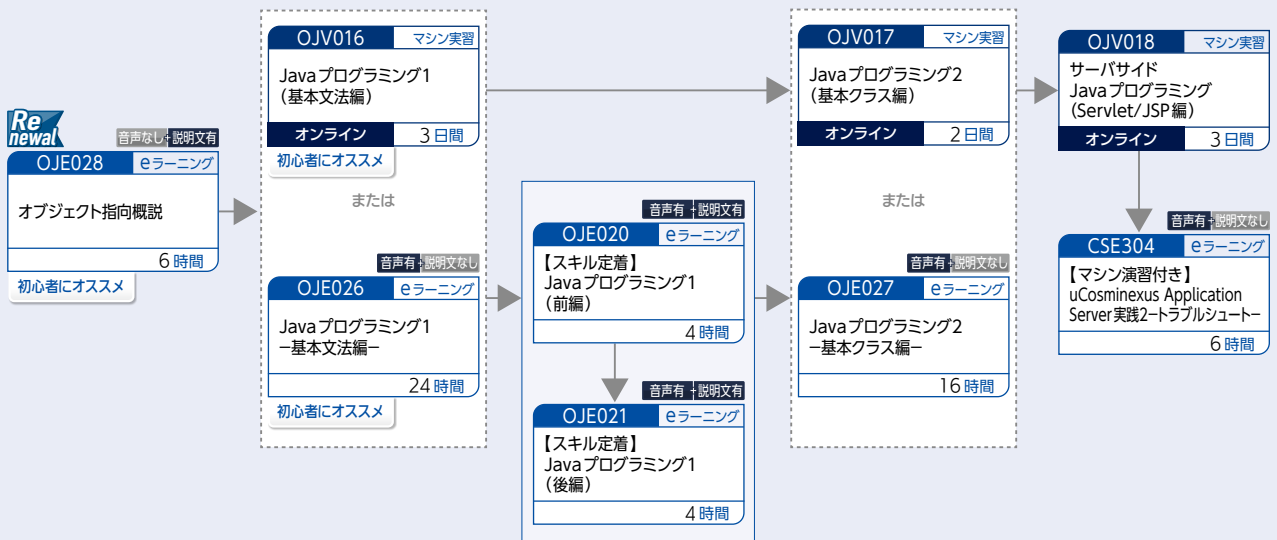 Re
newal
音声なし+説明文有
OJE028 eラーニング
オブジェクト指向概説
6時間
初心者にオススメ
OJV016 マシン実習
Javaプログラミング1
（基本文法編）
オンライン 3日間
初心者にオススメ
または
音声有+説明文なし
OJE026 eラーニング
Javaプログラミング1
−基本文法編−
24時間
初心者にオススメ
音声有+説明文有
OJE020 eラーニング
【スキル定着】
Javaプログラミング1
（前編）
4時間
音声有+説明文有
OJE021 eラーニング
【スキル定着】
Javaプログラミング1
（後編）
4時間
OJV017 マシン実習
Javaプログラミング2
（基本クラス編）
オンライン 2日間
または
音声有+説明文なし
OJE027 eラーニング
Javaプログラミング2
−基本クラス編−
16時間
OJV018 マシン実習
サーバサイド
Javaプログラミング
（Servlet/JSP編）
オンライン 3日間
音声有+説明文なし
CSE304 eラーニング
【マシン演習付き】
uCosminexus Application
Server実践2−トラブルシュート−
6時間